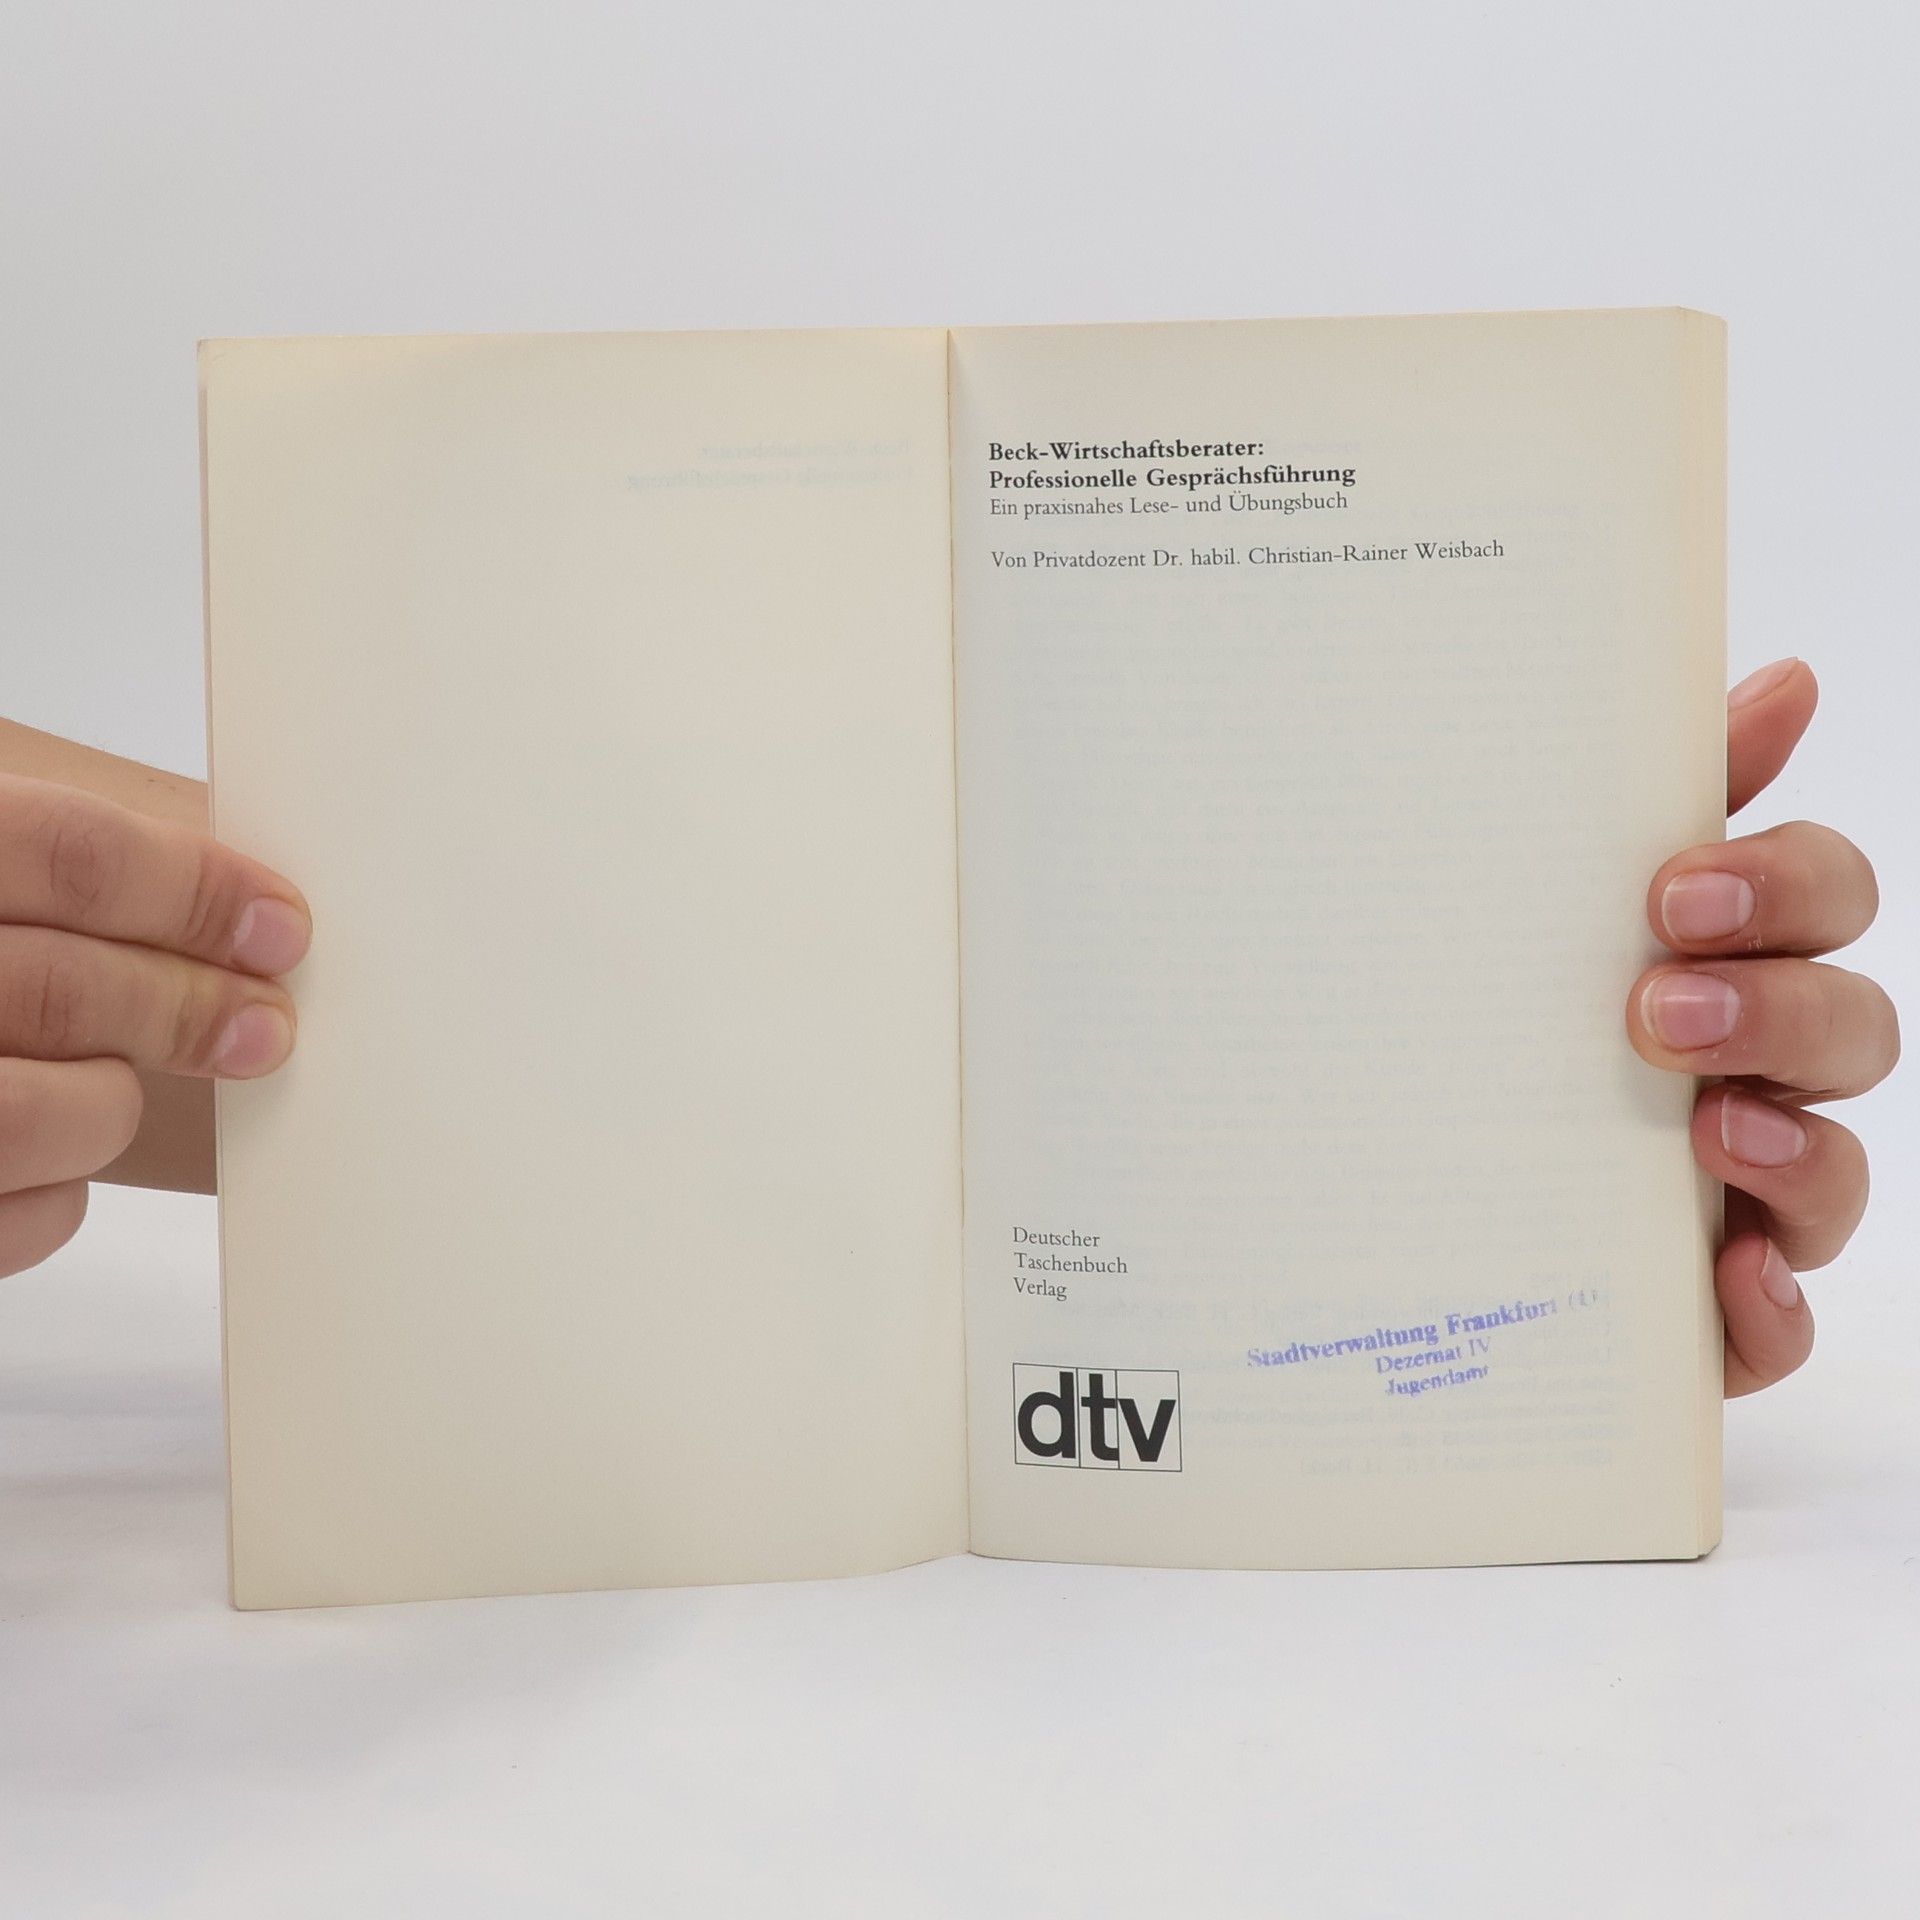 Beck-Wirtschaftsberater:
Professionelle Gesprächsführung
Ein praxisnahes Lese- und Übungsbuch
Von Privatdozent Dr. habil. Christian-Rainer Weisbach
Deutscher
Taschenbuch
Verlag
Stadtverwaltung Frankfurt (1)
Dezernat IV
Jugendamt
dtv